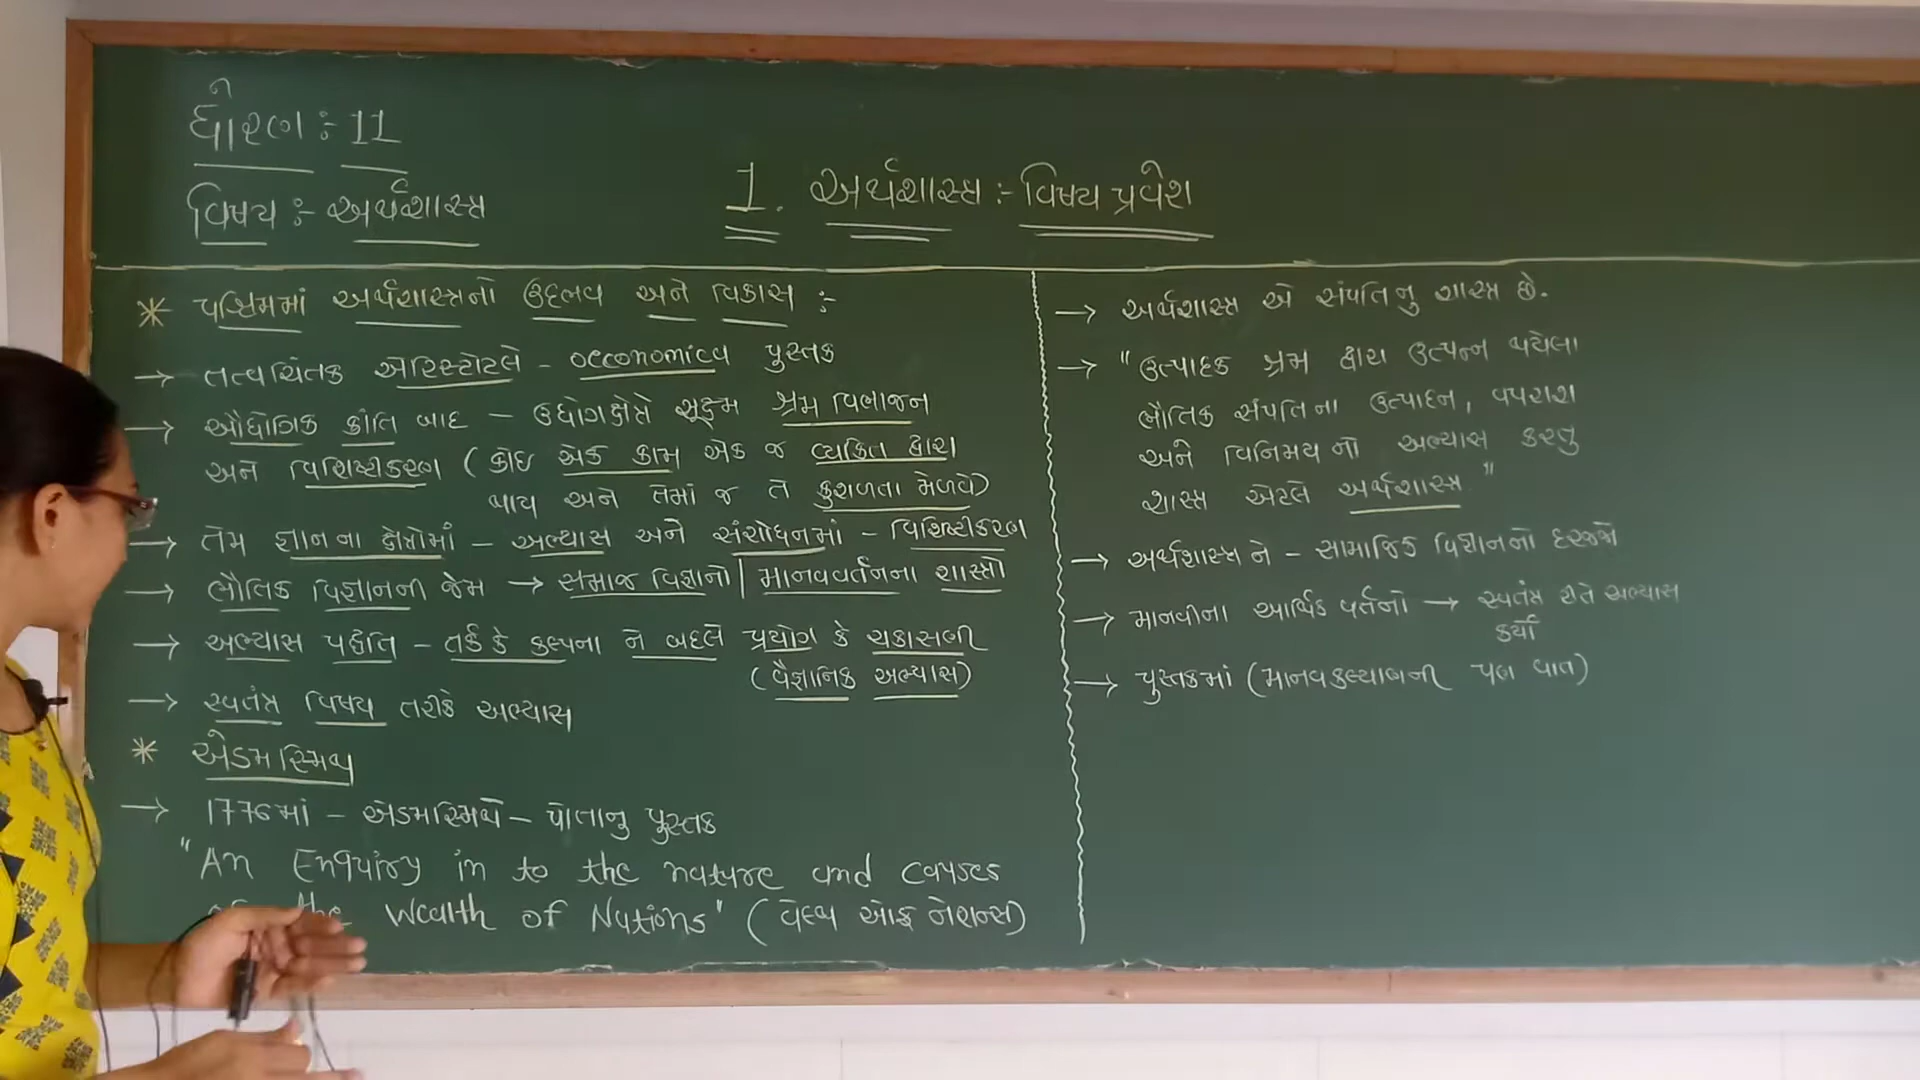 ધોરણ :- 11
વિષય :- અર્થશાસ્ત્ર
1. અર્થશાસ્ત્ર :- વિષય પ્રવેશ
* પશ્ચિમમાં અર્થશાસ્ત્રનો ઉદ્દભવ અને વિકાસ :-
→ તત્વચિંતક એરિસ્ટોટલે - oeconomica પુસ્તક
→ ઔદ્યોગિક ક્રાંતિ બાદ - ઉદ્યોગક્ષેત્રે સૂક્ષ્મ શ્રમ વિભાજન
અને વિશિષ્ટીકરણ (કોઇ એક કામ એક જ વ્યકિત દ્વારા
થાય અને તેમાં જ તે કુશળતા મેળવે)
→ તેમ જ્ઞાનના ક્ષેત્રોમાં - અભ્યાસ અને સંશોધનમાં - વિશિષ્ટીકરણ
→ ભૌતિક વિજ્ઞાનની જેમ → સમાજ વિજ્ઞાનો | માનવવર્તનના શાસ્ત્રો
→ અભ્યાસ પદ્ધતિ - તર્ક કે કલ્પના ને બદલે પ્રયોગ કે ચકાસણી
(વૈજ્ઞાનિક અભ્યાસ)
→ સ્વતંત્ર વિષય તરીકે અભ્યાસ
* એડમસ્મિથ
→ 1776માં - એડમસ્મિથે - પોતાનુ પુસ્તક
"An Enquiry in to the nature and causes
of the Wealth of Nations" (વેલ્થ ઓફ નેશન્સ)
→ અર્થશાસ્ત્ર એ સંપતિનુ શાસ્ત્ર છે.
→ "ઉત્પાદક શ્રમ દ્વારા ઉત્પન્ન થયેલા
ભૌતિક સંપતિના ઉત્પાદન, વપરાશ
અને વિનિમયનો અભ્યાસ કરતુ
શાસ્ત્ર એટલે અર્થશાસ્ત્ર"
→ અર્થશાસ્ત્રને - સામાજિક વિજ્ઞાનનો દરજજો
→ માનવીના આર્થિક વર્તનો → સ્વતંત્ર રીતે અભ્યાસ
કર્યો
→ પુસ્તકમાં (માનવકલ્યાણની પણ વાત)